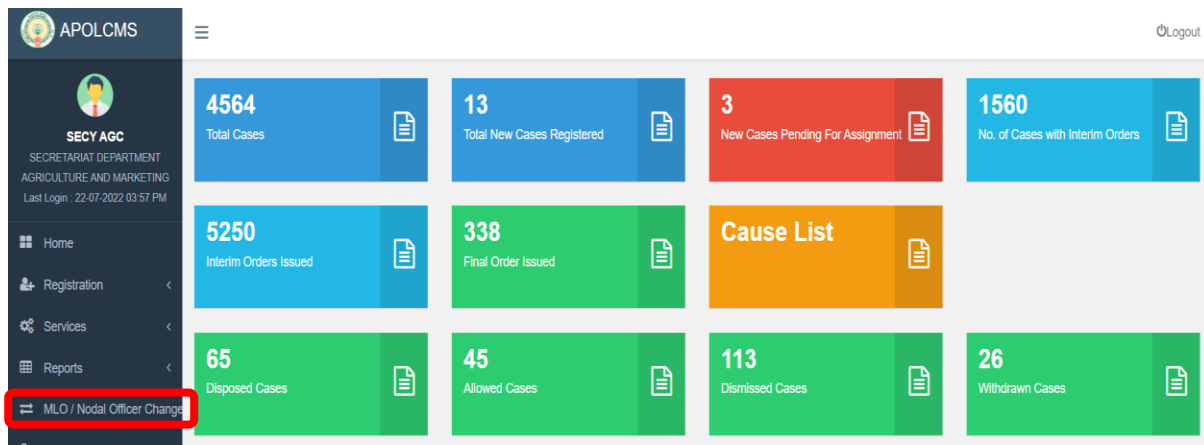 APOLCMS
Logout
SECY AGC
SECRETARIAT DEPARTMENT
AGRICULTURE AND MARKETING
Last Login : 22-07-2022 03:57 PM
Home
Registration
Services
Reports
MLO / Nodal Officer Change
4564
Total Cases
13
Total New Cases Registered
3
New Cases Pending For Assignment
1560
No. of Cases with Interim Orders
5250
Interim Orders Issued
338
Final Order Issued
Cause List
65
Disposed Cases
45
Allowed Cases
113
Dismissed Cases
26
Withdrawn Cases